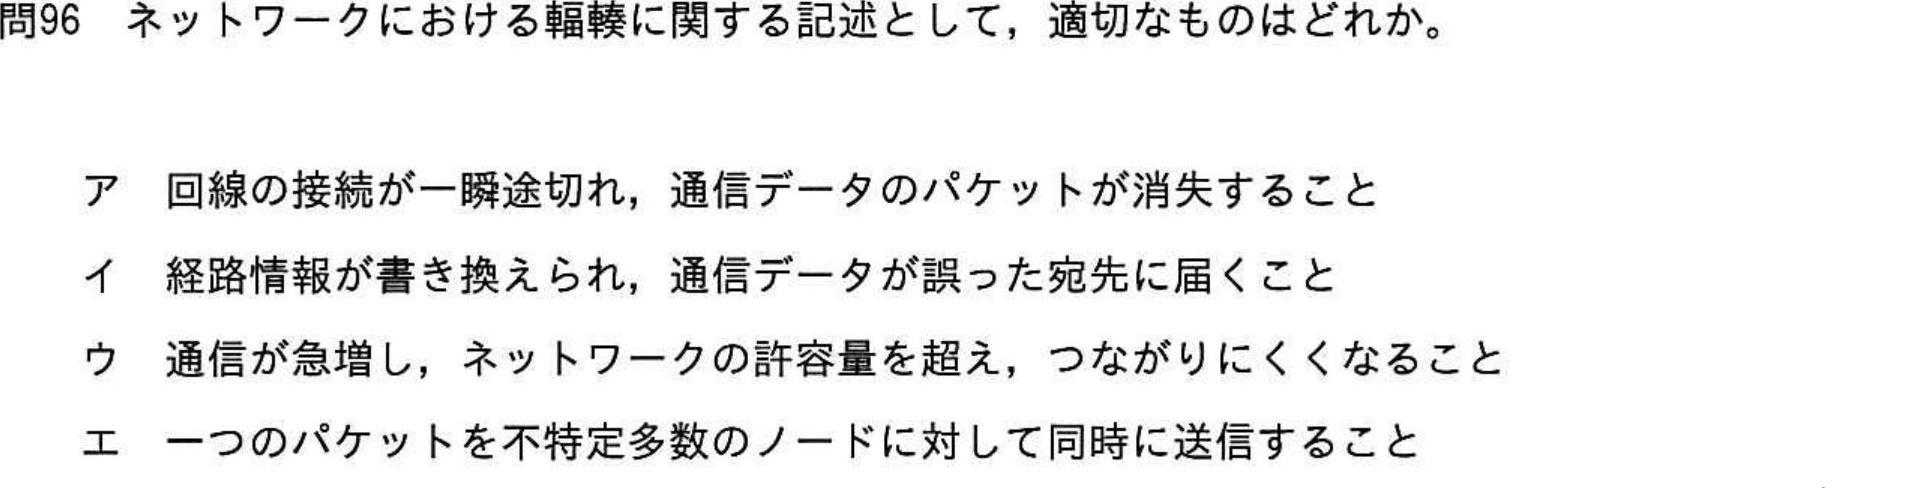 問96 ネットワークにおける輻輳に関する記述として，適切なものはどれか。
ア 回線の接続が一瞬途切れ，通信データのパケットが消失すること
イ 経路情報が書き換えられ，通信データが誤った宛先に届くこと
ウ 通信が急増し，ネットワークの許容量を超え，つながりにくくなること
エ 一つのパケットを不特定多数のノードに対して同時に送信すること